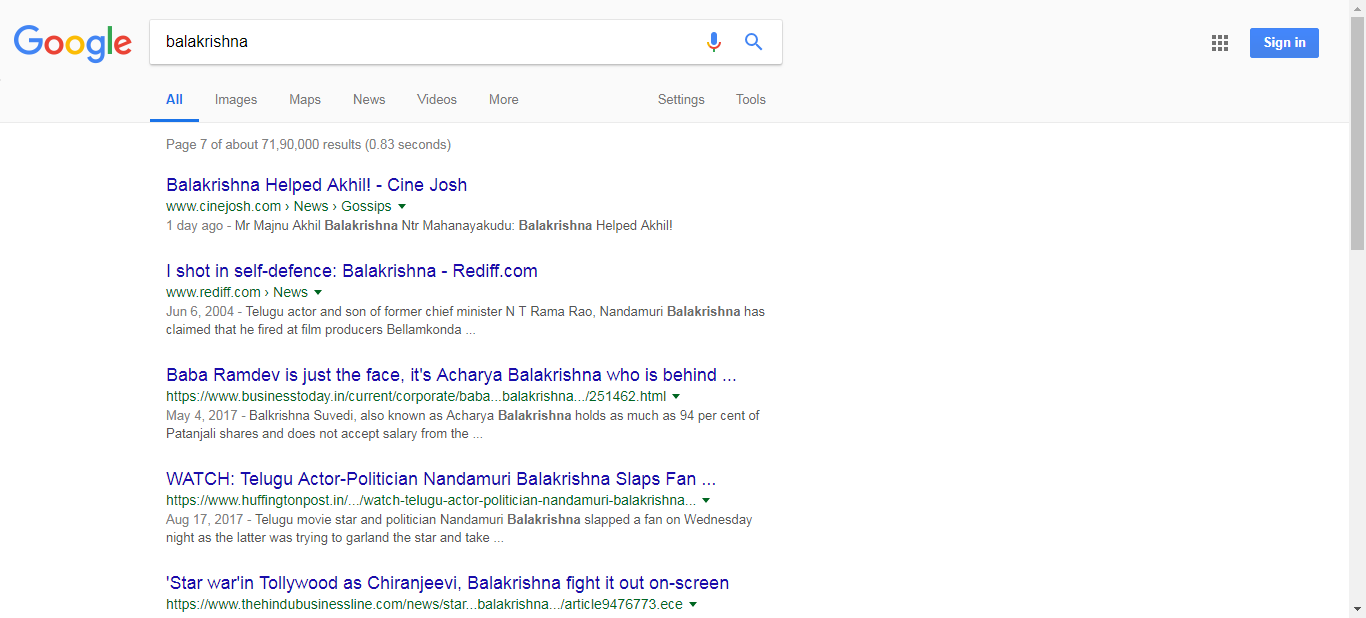 Google
balakrishna
Sign in
All Images Maps News Videos More Settings Tools
Page 7 of about 71,90,000 results (0.83 seconds)
Balakrishna Helped Akhil! - Cine Josh
www.cinejosh.com › News › Gossips
1 day ago - Mr Majnu Akhil Balakrishna Ntr Mahanayakudu: Balakrishna Helped Akhil!
I shot in self-defence: Balakrishna - Rediff.com
www.rediff.com › News
Jun 6, 2004 - Telugu actor and son of former chief minister N T Rama Rao, Nandamuri Balakrishna has
claimed that he fired at film producers Bellamkonda ...
Baba Ramdev is just the face, it's Acharya Balakrishna who is behind ...
https://www.businesstoday.in/current/corporate/baba...balakrishna.../251462.html
May 4, 2017 - Balkrishna Suvedi, also known as Acharya Balakrishna holds as much as 94 per cent of
Patanjali shares and does not accept salary from the ...
WATCH: Telugu Actor-Politician Nandamuri Balakrishna Slaps Fan ...
https://www.huffingtonpost.in/.../watch-telugu-actor-politician-nandamuri-balakrishna...
Aug 17, 2017 - Telugu movie star and politician Nandamuri Balakrishna slapped a fan on Wednesday
night as the latter was trying to garland the star and take ...
'Star war'in Tollywood as Chiranjeevi, Balakrishna fight it out on-screen
https://www.thehindubusinessline.com/news/star...balakrishna.../article9476773.ece